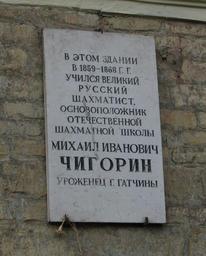 В ЭТОМ ЗДАНИИ
В 1859-1868 Г. Г.
УЧИЛСЯ ВЕЛИКИЙ
РУССКИЙ
ШАХМАТИСТ,
ОСНОВОПОЛОЖНИК
ОТЕЧЕСТВЕННОЙ
ШАХМАТНОЙ ШКОЛЫ
МИХАИЛ ИВАНОВИЧ
ЧИГОРИН
УРОЖЕНЕЦ Г. ГАТЧИНЫ